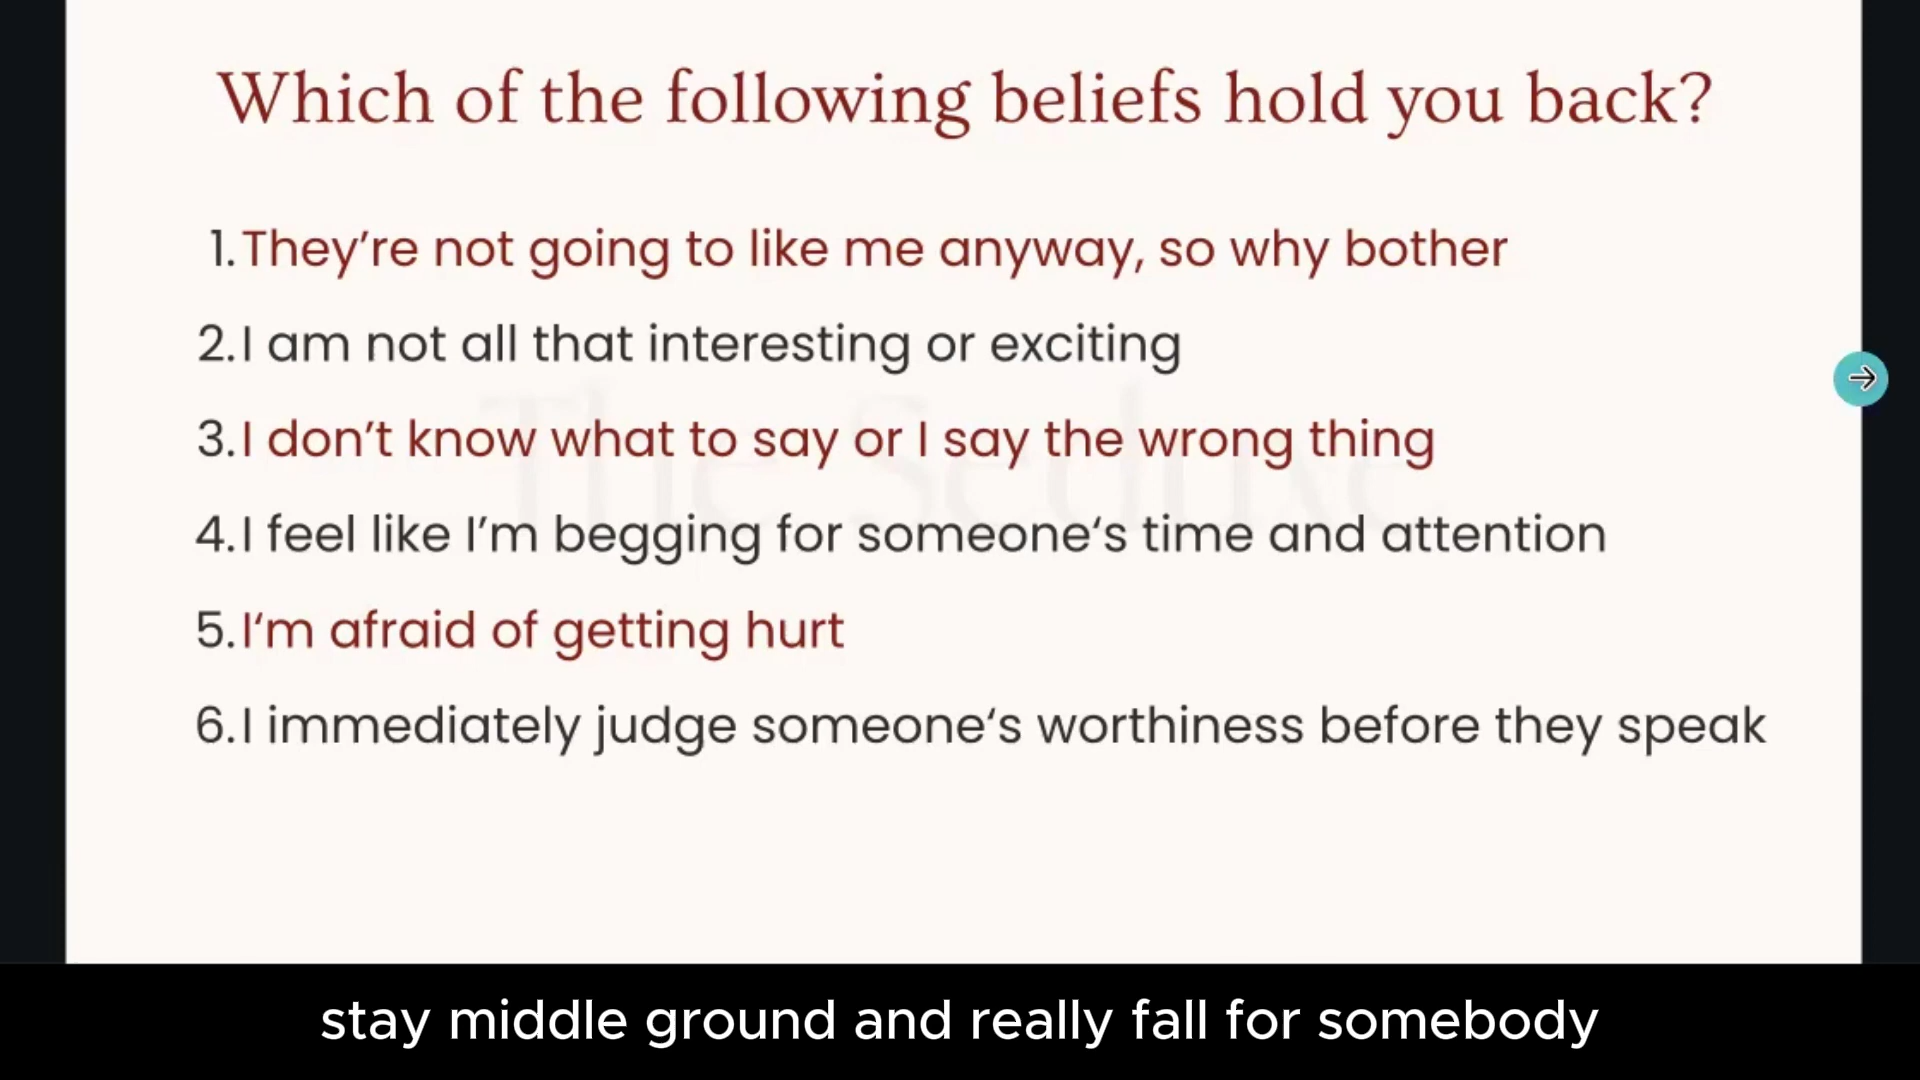 Which of the following beliefs hold you back?
1. They’re not going to like me anyway, so why bother
2. I am not all that interesting or exciting
3. I don’t know what to say or I say the wrong thing
4. I feel like I’m begging for someone‘s time and attention
5. I‘m afraid of getting hurt
6. I immediately judge someone‘s worthiness before they speak
stay middle ground and really fall for somebody